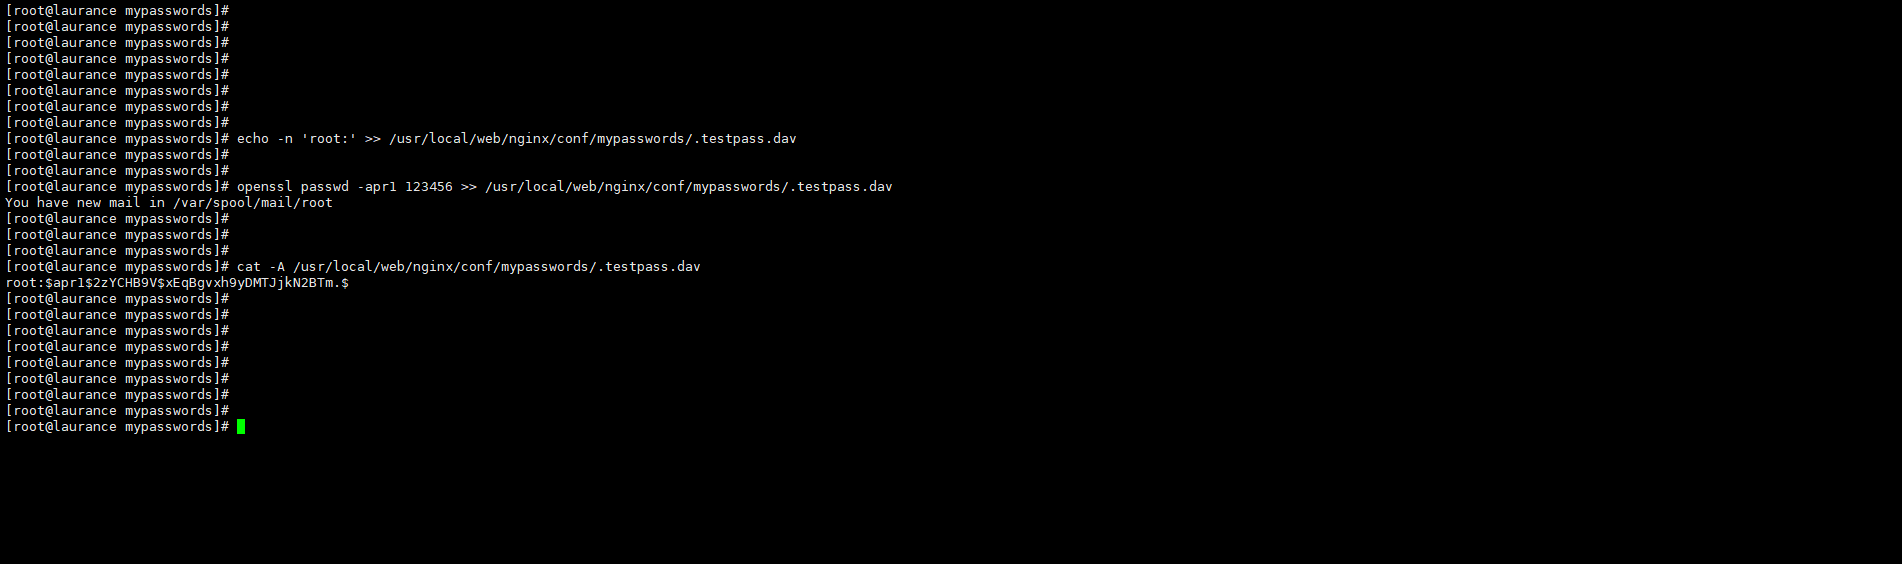 [root@laurance mypasswords]#
[root@laurance mypasswords]#
[root@laurance mypasswords]#
[root@laurance mypasswords]#
[root@laurance mypasswords]#
[root@laurance mypasswords]#
[root@laurance mypasswords]#
[root@laurance mypasswords]#
[root@laurance mypasswords]# echo -n 'root:' >> /usr/local/web/nginx/conf/mypasswords/.testpass.dav
[root@laurance mypasswords]#
[root@laurance mypasswords]#
[root@laurance mypasswords]# openssl passwd -apr1 123456 >> /usr/local/web/nginx/conf/mypasswords/.testpass.dav
You have new mail in /var/spool/mail/root
[root@laurance mypasswords]#
[root@laurance mypasswords]#
[root@laurance mypasswords]#
[root@laurance mypasswords]# cat -A /usr/local/web/nginx/conf/mypasswords/.testpass.dav
root:$apr1$2zYCHB9V$xEqBgvxh9yDMTJjkN2BTm.$
[root@laurance mypasswords]#
[root@laurance mypasswords]#
[root@laurance mypasswords]#
[root@laurance mypasswords]#
[root@laurance mypasswords]#
[root@laurance mypasswords]#
[root@laurance mypasswords]#
[root@laurance mypasswords]#
[root@laurance mypasswords]#